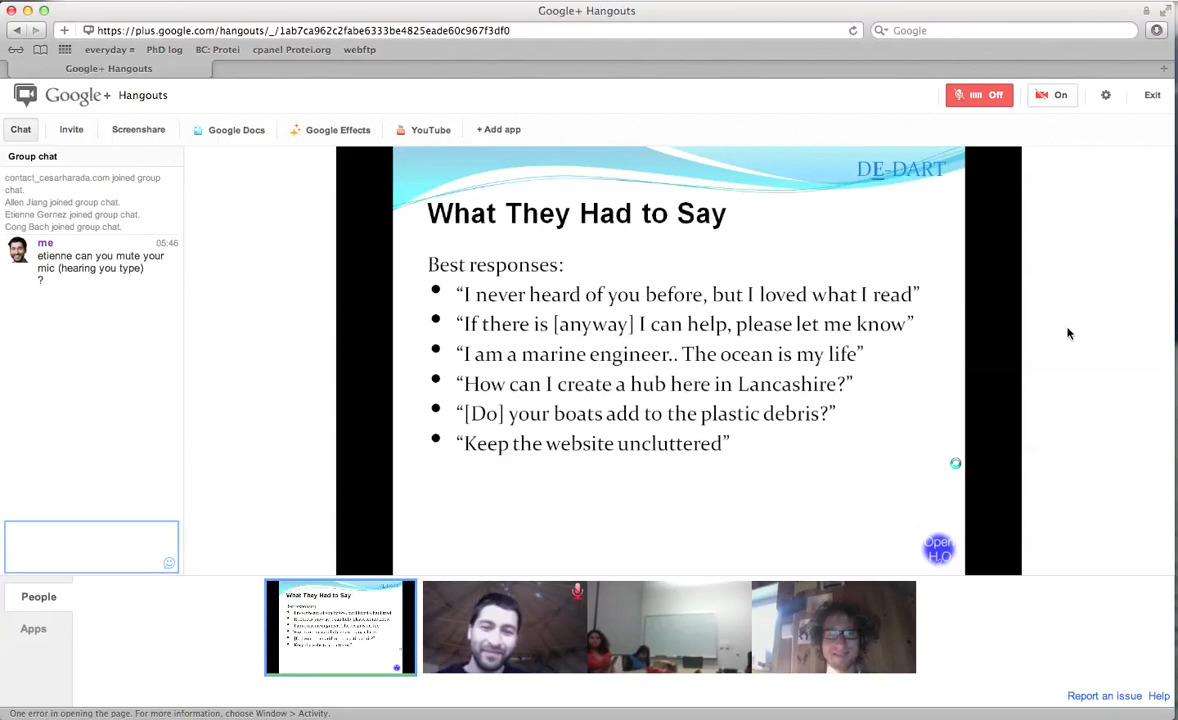 Google+ Hangouts
https://plus.google.com/hangouts/_/1ab7ca962c2fabe6333be4825eade60c967f3df0
Google
everyday
PhD log
BC: Protei
cpanel Protei.org
webftp
Google+ Hangouts
Google+ Hangouts
Off
On
Exit
Chat
Invite
Screenshare
Google Docs
Google Effects
YouTube
+ Add app
Group chat
contact_cesarharada.com joined group
chat.
Allen Jiang joined group chat.
Etienne Gernez joined group chat.
Cong Bach joined group chat.
me 05:46
etienne can you mute your
mic (hearing you type)
?
DE-DART
What They Had to Say
Best responses:
• “I never heard of you before, but I loved what I read”
• “If there is [anyway] I can help, please let me know”
• “I am a marine engineer.. The ocean is my life”
• “How can I create a hub here in Lancashire?”
• “[Do] your boats add to the plastic debris?”
• “Keep the website uncluttered”
Open
H.O
People
Apps
What They Had to Say
Report an issue Help
One error in opening the page. For more information, choose Window > Activity.